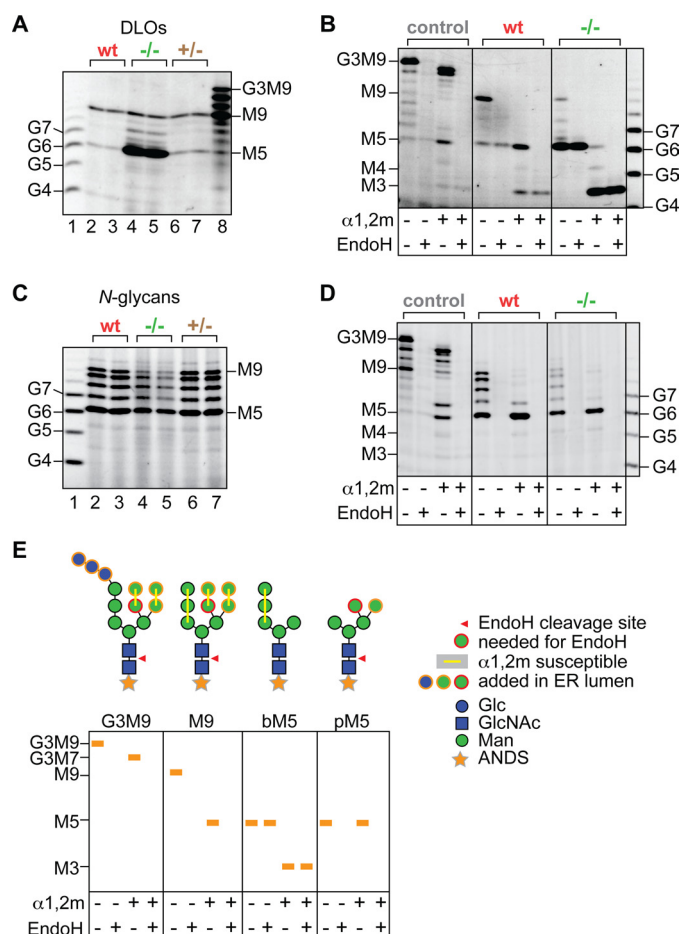 A
DLOs
wt -/- +/-
G3M9
M9
G7
G6
G5
M5
G4
1 2 3 4 5 6 7 8
B
control wt -/-
G3M9
M9
M5
M4
M3
G7
G6
G5
G4
α1,2m - - + + - - + + - - + +
EndoH - + - + - + - + - + - +
C
N-glycans
wt -/- +/-
M9
G7
G6
M5
G5
G4
1 2 3 4 5 6 7
D
control wt -/-
G3M9
M9
M5
M4
M3
G7
G6
G5
G4
α1,2m - - + + - - + + - - + +
EndoH - + - + - + - + - + - +
E
EndoH cleavage site
needed for EndoH
α1,2m susceptible
added in ER lumen
Glc
GlcNAc
Man
ANDS
G3M9 M9 bM5 pM5
G3M9
G3M7
M9
M5
M3
α1,2m - - + + - - + + - - + + - - + +
EndoH - + - + - + - + - + - + - + - +